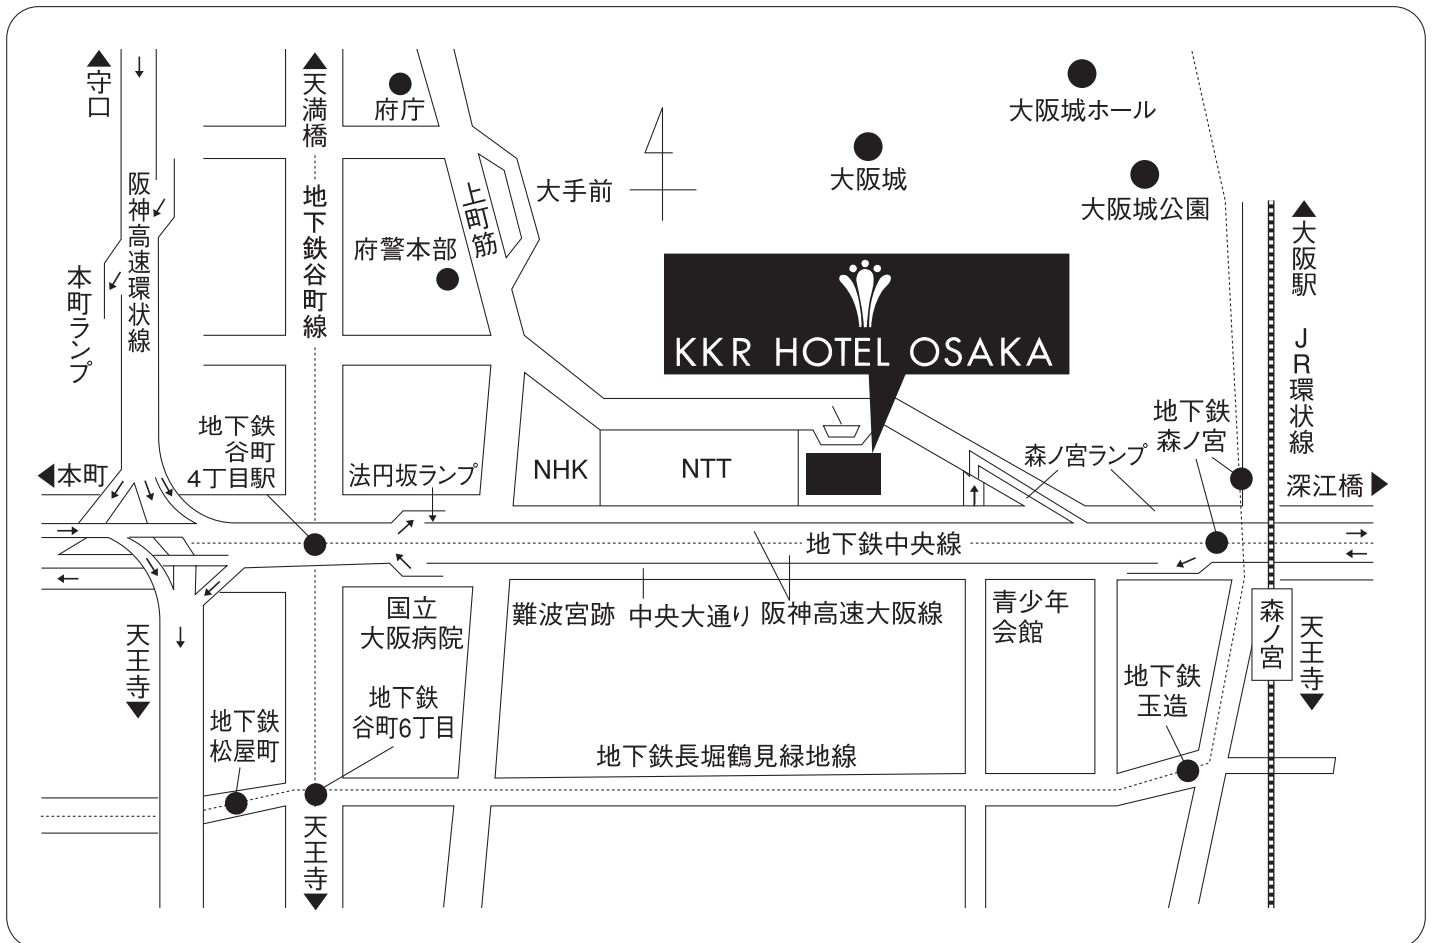 守口
阪神高速環状線
本町ランプ
天満橋
地下鉄谷町線
府庁
府警本部
上町筋
大手前
大阪城
大阪城ホール
大阪城公園
KKR HOTEL OSAKA
大阪駅
JR環状線
本町
地下鉄
谷町
4丁目駅
法円坂ランプ
NHK
NTT
森ノ宮ランプ
地下鉄
森ノ宮
深江橋
地下鉄中央線
国立
大阪病院
難波宮跡
中央大通り
阪神高速大阪線
青少年
会館
森ノ宮
天王寺
天王寺
地下鉄
松屋町
地下鉄
谷町6丁目
地下鉄長堀鶴見緑地線
地下鉄
玉造
天王寺